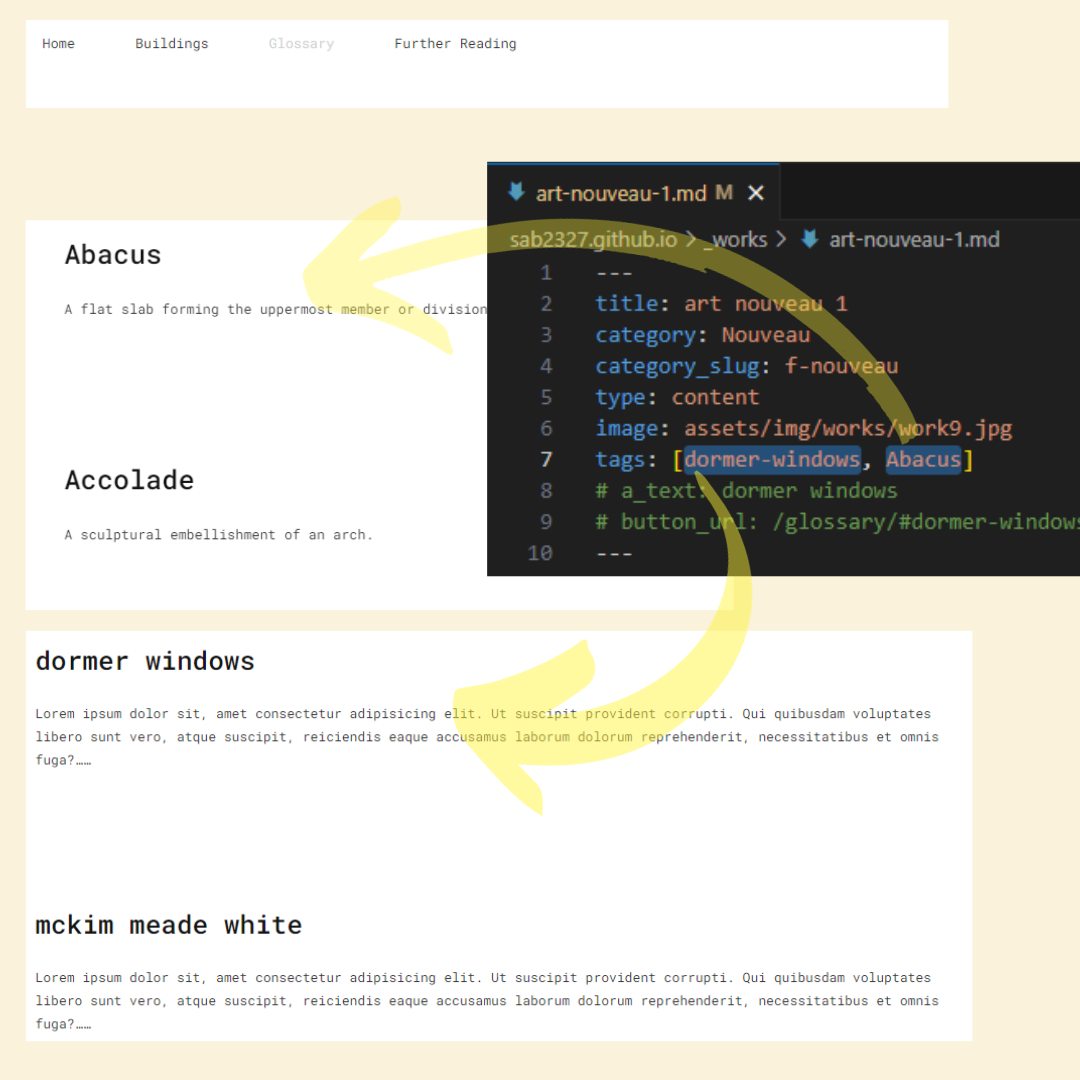 Home Buildings Glossary Further Reading
art-nouveau-1.md M
sab2327.github.io > _works > art-nouveau-1.md
1 ---
2 title: art nouveau 1
3 category: Nouveau
4 category_slug: f-nouveau
5 type: content
6 image: assets/img/works/work9.jpg
7 tags: [dormer-windows, Abacus]
8 # a_text: dormer windows
9 # button_url: /glossary/#dormer-windows
10 ---
Abacus
A flat slab forming the uppermost member or division
Accolade
A sculptural embellishment of an arch.
dormer windows
Lorem ipsum dolor sit, amet consectetur adipisicing elit. Ut suscipit provident corrupti. Qui quibusdam voluptates
libero sunt vero, atque suscipit, reiciendis eaque accusamus laborum dolorum reprehenderit, necessitatibus et omnis
fuga?……
mckim meade white
Lorem ipsum dolor sit, amet consectetur adipisicing elit. Ut suscipit provident corrupti. Qui quibusdam voluptates
libero sunt vero, atque suscipit, reiciendis eaque accusamus laborum dolorum reprehenderit, necessitatibus et omnis
fuga?……